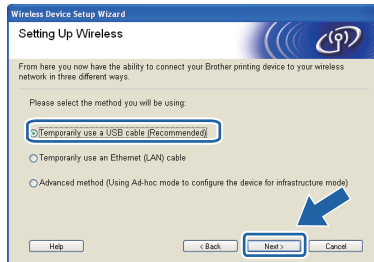 Wireless Device Setup Wizard
Setting Up Wireless
From here you now have the ability to connect your Brother printing device to your wireless
network in three different ways.
Please select the method you will be using:
Temporarily use a USB cable (Recommended)
Temporarily use an Ethernet (LAN) cable
Advanced method (Using Ad-hoc mode to configure the device for infrastructure mode)
Help < Back Next > Cancel